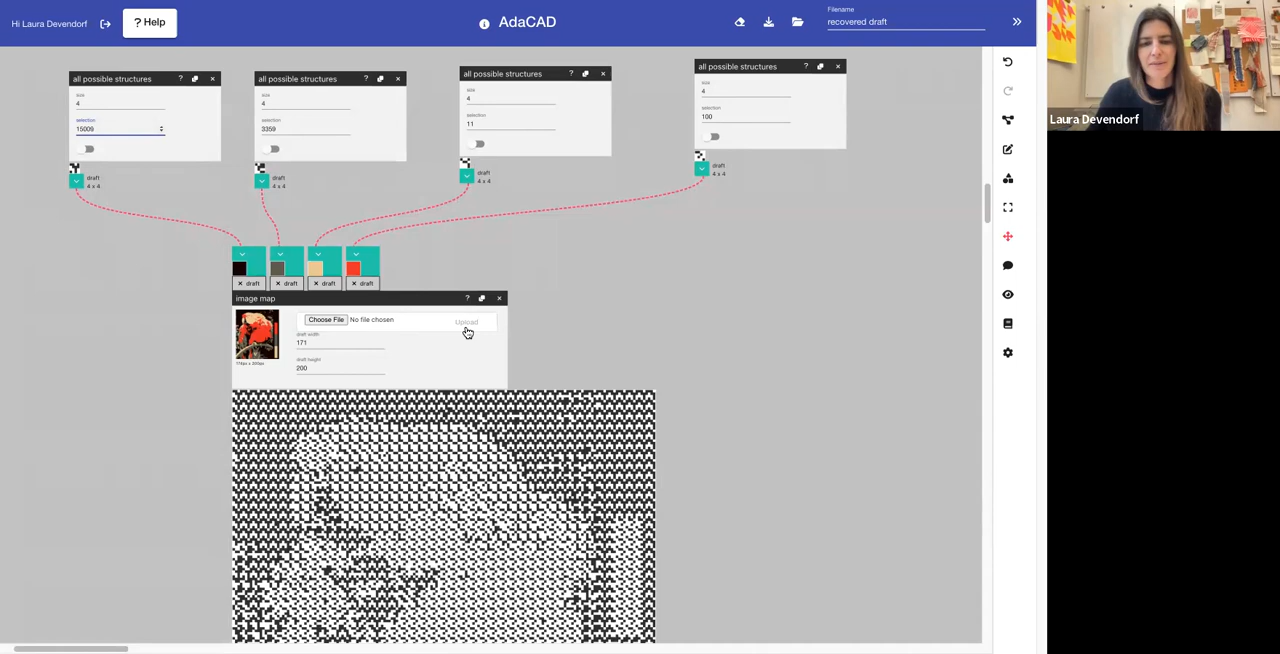 Hi Laura Devendorf
? Help
AdaCAD
Filename
recovered draft
all possible structures ?
size
4
selection
15009
draft
4 x 4
all possible structures ?
size
4
selection
3359
draft
4 x 4
all possible structures ?
size
4
selection
11
draft
4 x 4
all possible structures ?
size
4
selection
100
draft
4 x 4
× draft
× draft
× draft
× draft
image map ?
Choose File No file chosen
Upload
draft width
171
draft height
200
Laura Devendorf